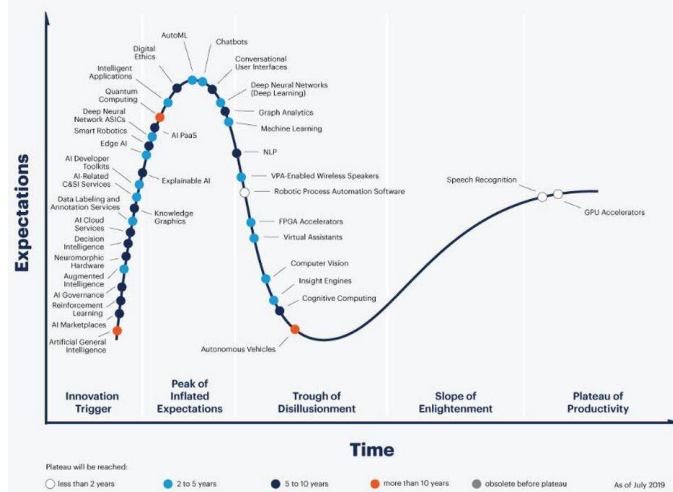 AutoML
Chatbots
Digital
Ethics
Conversational
User Interfaces
Intelligent
Applications
Deep Neural Networks
(Deep Learning)
Quantum
Computing
Graph Analytics
Deep Neural
Network ASICs
Machine Learning
Smart Robotics
AI PaaS
Edge AI
NLP
AI Developer
Toolkits
VPA-Enabled Wireless Speakers
Explainable AI
Speech Recognition
AI-Related
C&SI Services
Robotic Process Automation Software
Data Labeling and
Annotation Services
Knowledge
Graphics
GPU Accelerators
AI Cloud
Services
FPGA Accelerators
Decision
Intelligence
Virtual Assistants
Neuromorphic
Hardware
Computer Vision
Augmented
Intelligence
Insight Engines
AI Governance
Cognitive Computing
Reinforcement
Learning
AI Marketplaces
Artificial General
Intelligence
Autonomous Vehicles
Expectations
Innovation
Trigger
Peak of
Inflated
Expectations
Trough of
Disillusionment
Slope of
Enlightenment
Plateau of
Productivity
Time
Plateau will be reached:
less than 2 years
2 to 5 years
5 to 10 years
more than 10 years
obsolete before plateau
As of July 2019